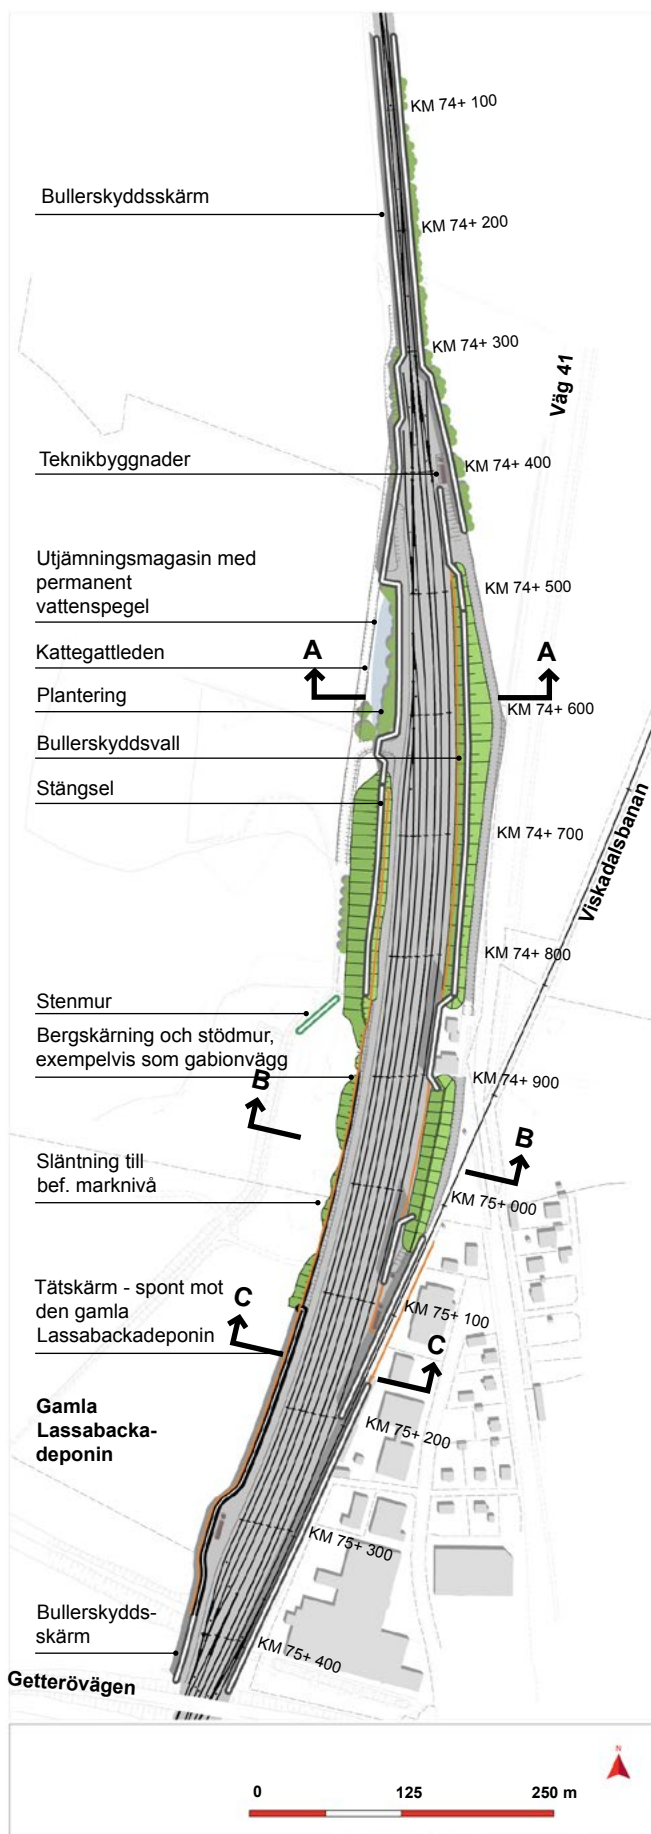 KM 74+ 100
Bullerskyddsskärm
KM 74+ 200
KM 74+ 300
Väg 41
Teknikbyggnader
KM 74+ 400
Utjämningsmagasin med
permanent
vattenspegel
KM 74+ 500
Kattegattleden
A
A
Plantering
KM 74+ 600
Bullerskyddsvall
Stängsel
Viskadalsbanan
KM 74+ 700
KM 74+ 800
Stenmur
Bergskärning och stödmur,
exempelvis som gabionvägg
KM 74+ 900
B
B
Släntning till
bef. marknivå
KM 75+ 000
Tätskärm - spont mot
den gamla
Lassabackadeponin
C
KM 75+ 100
C
Gamla
Lassabacka-
deponin
KM 75+ 200
KM 75+ 300
Bullerskydds-
skärm
KM 75+ 400
Getterövägen
N
0
125
250 m